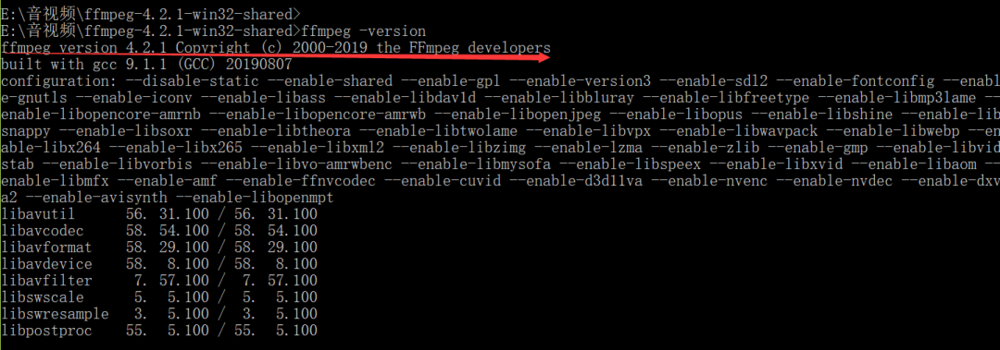 E:\音视频\ffmpeg-4.2.1-win32-shared>
E:\音视频\ffmpeg-4.2.1-win32-shared>ffmpeg -version
ffmpeg version 4.2.1 Copyright (c) 2000-2019 the FFmpeg developers
built with gcc 9.1.1 (GCC) 20190807
configuration: --disable-static --enable-shared --enable-gpl --enable-version3 --enable-sdl2 --enable-fontconfig --enabl
e-gnutls --enable-iconv --enable-libass --enable-libdav1d --enable-libbluray --enable-libfreetype --enable-libmp3lame --
enable-libopencore-amrnb --enable-libopencore-amrwb --enable-libopenjpeg --enable-libopus --enable-libshine --enable-lib
snappy --enable-libsoxr --enable-libtheora --enable-libtwolame --enable-libvpx --enable-libwavpack --enable-libwebp --en
able-libx264 --enable-libx265 --enable-libxml2 --enable-libzimg --enable-lzma --enable-zlib --enable-gmp --enable-libvid
stab --enable-libvorbis --enable-libvo-amrwbenc --enable-libmysofa --enable-libspeex --enable-libxvid --enable-libaom --
enable-libmfx --enable-amf --enable-ffnvcodec --enable-cuvid --enable-d3d11va --enable-nvenc --enable-nvdec --enable-dxv
a2 --enable-avisynth --enable-libopenmpt
libavutil 56. 31.100 / 56. 31.100
libavcodec 58. 54.100 / 58. 54.100
libavformat 58. 29.100 / 58. 29.100
libavdevice 58. 8.100 / 58. 8.100
libavfilter 7. 57.100 / 7. 57.100
libswscale 5. 5.100 / 5. 5.100
libswresample 3. 5.100 / 3. 5.100
libpostproc 55. 5.100 / 55. 5.100